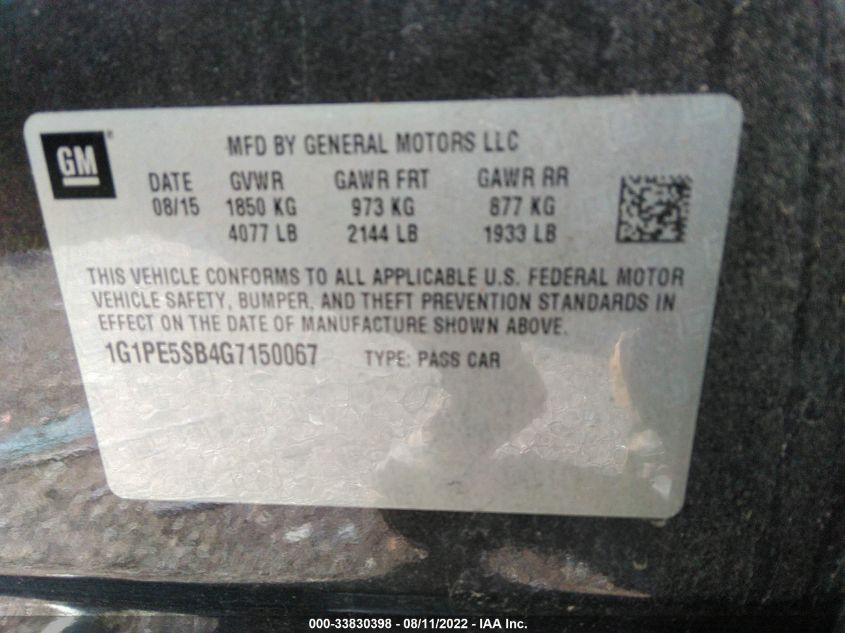 GM ®
MFD BY GENERAL MOTORS LLC
DATE GVWR GAWR FRT GAWR RR
08/15 1850 KG 973 KG 877 KG
4077 LB 2144 LB 1933 LB
THIS VEHICLE CONFORMS TO ALL APPLICABLE U.S. FEDERAL MOTOR
VEHICLE SAFETY, BUMPER, AND THEFT PREVENTION STANDARDS IN
EFFECT ON THE DATE OF MANUFACTURE SHOWN ABOVE.
1G1PE5SB4G7150067 TYPE: PASS CAR
000-33830398 - 08/11/2022 - IAA Inc.